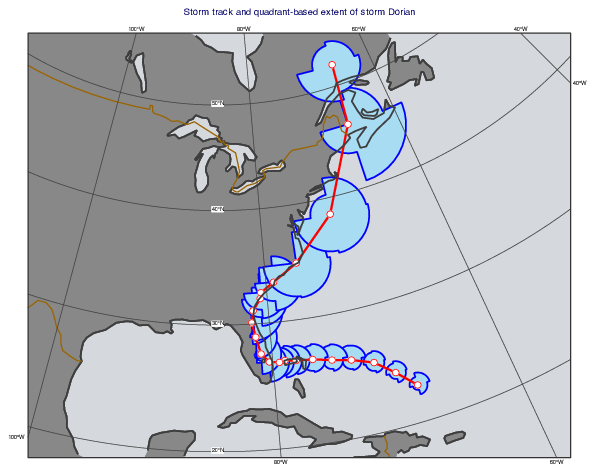 Storm track and quadrant-based extent of storm Dorian
100°W
80°W
60°W
40°W
40°W
50°N
40°N
30°N
20°N
100°W
80°W
60°W